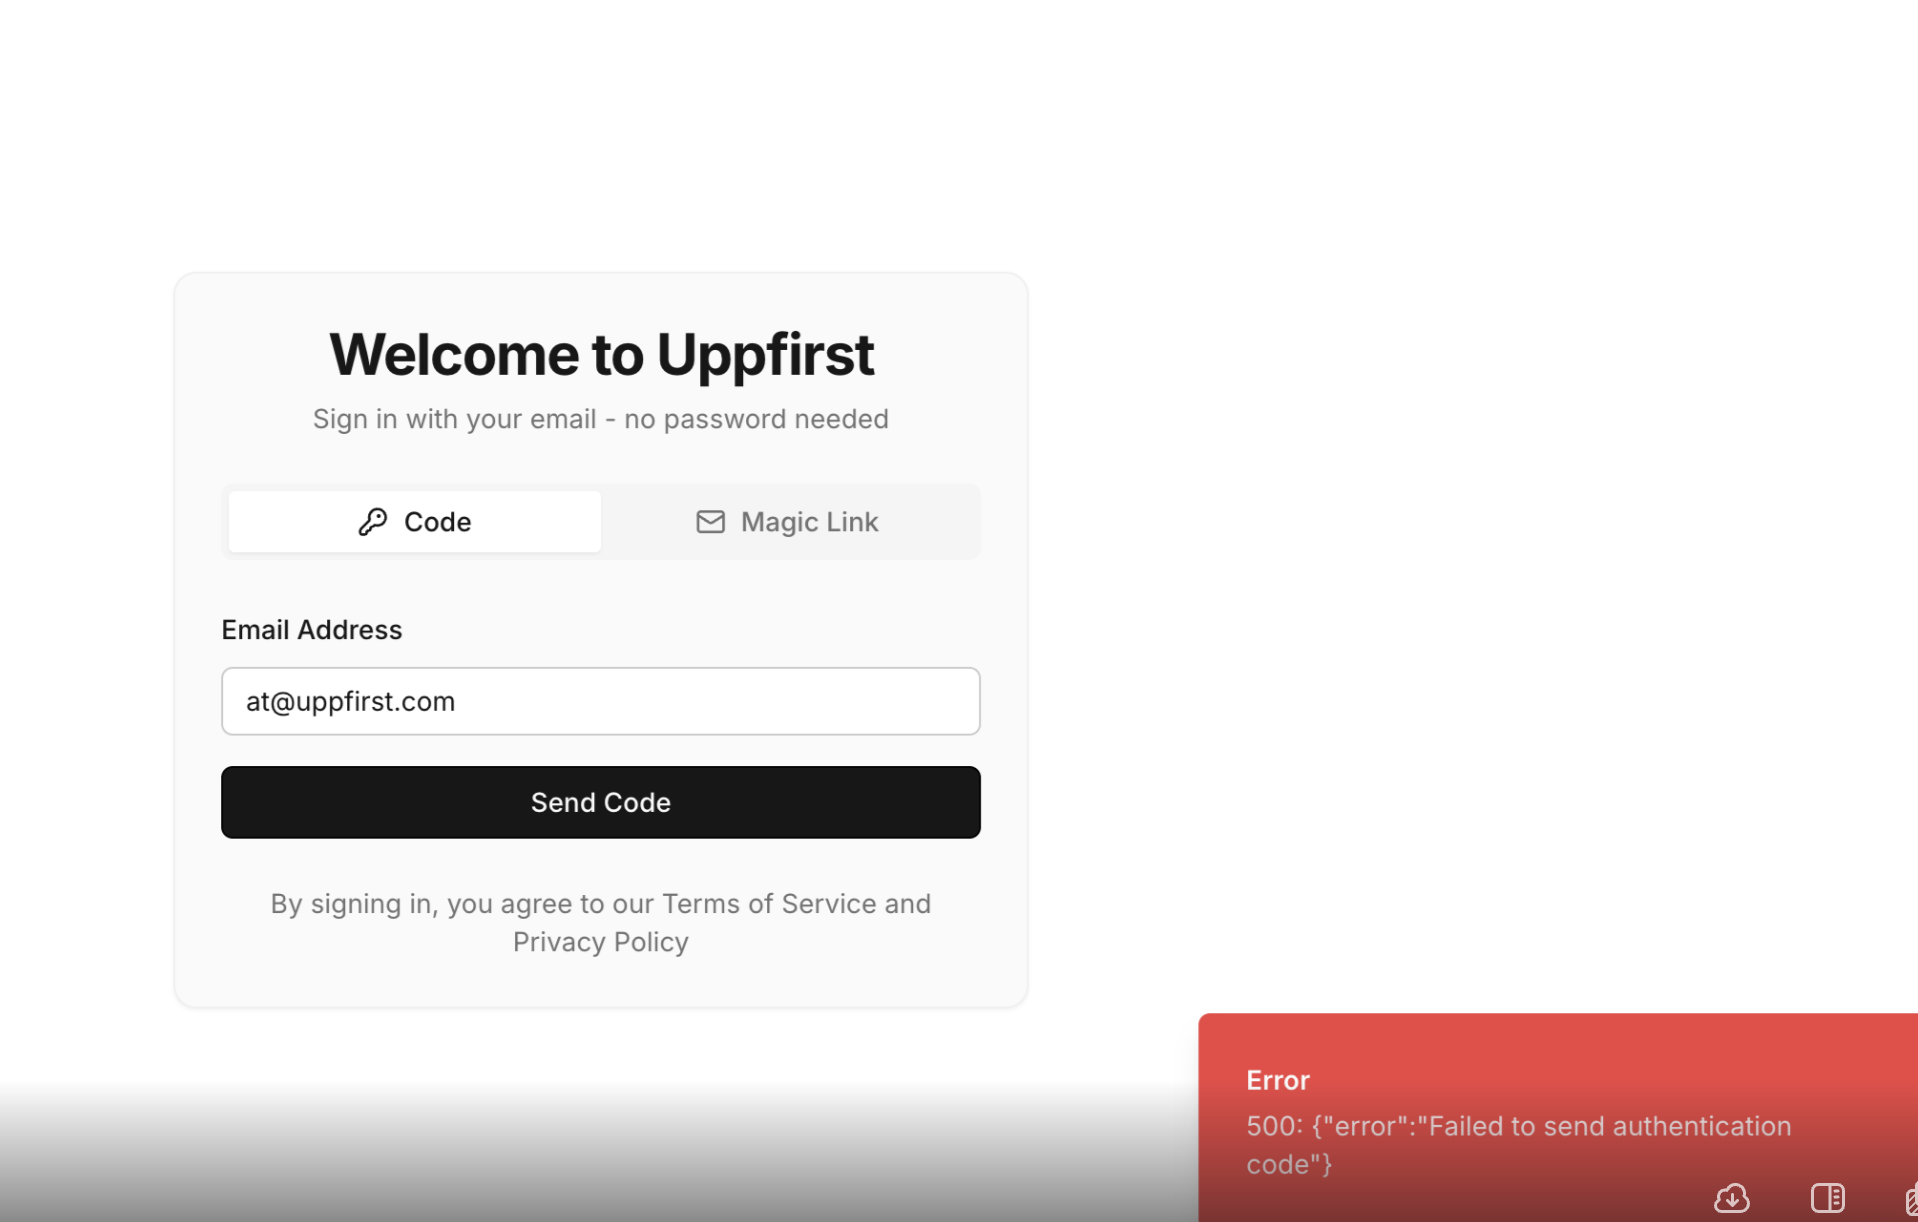 Welcome to Uppfirst
Sign in with your email - no password needed
Code
Magic Link
Email Address
at@uppfirst.com
Send Code
By signing in, you agree to our Terms of Service and
Privacy Policy
Error
500: {"error":"Failed to send authentication
code"}